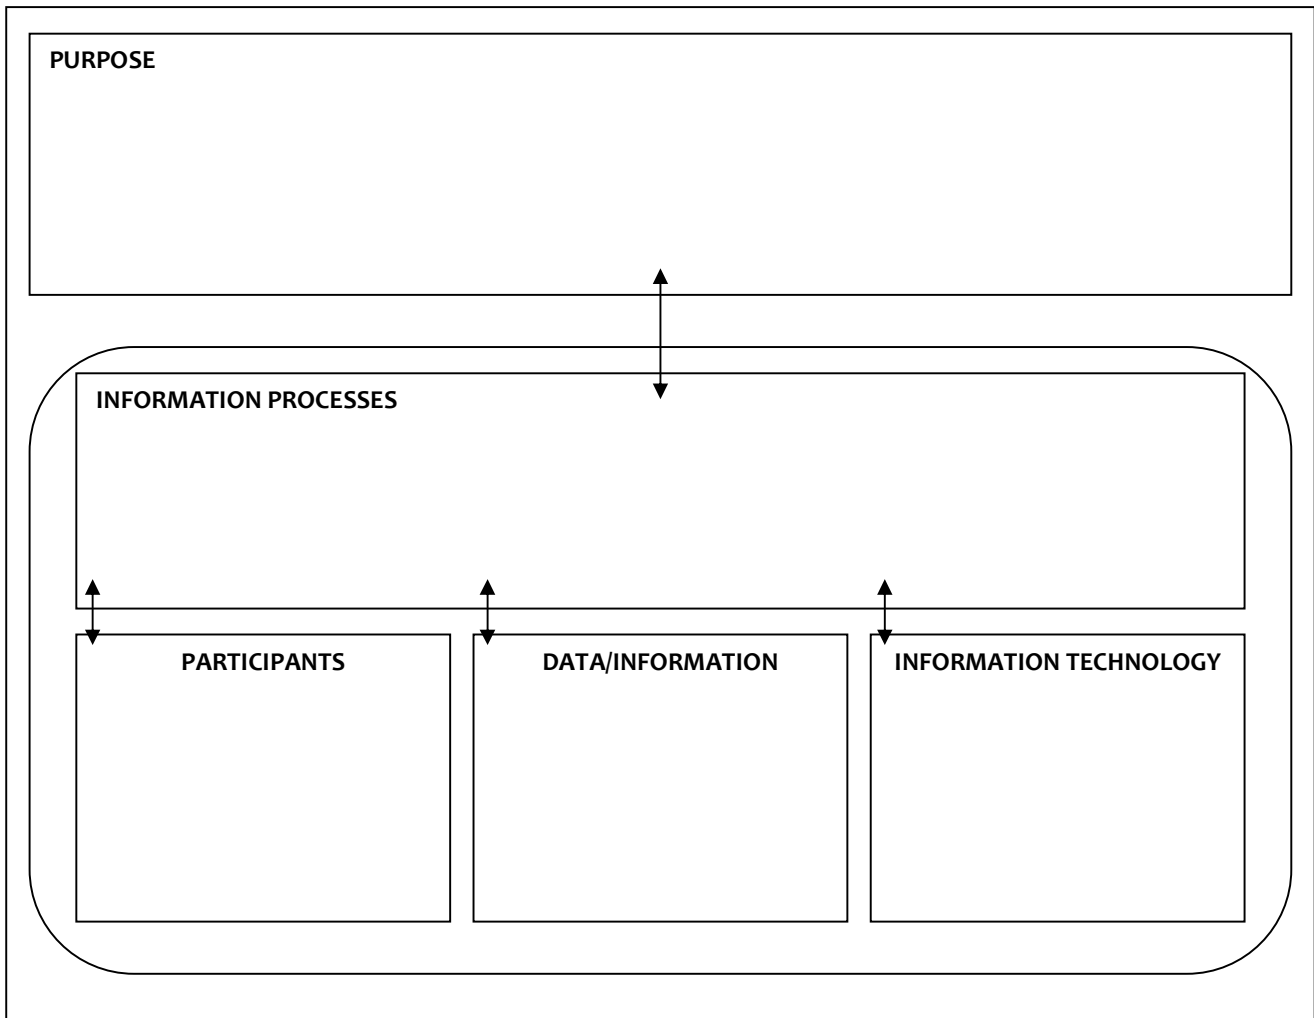 PURPOSE
INFORMATION PROCESSES
PARTICIPANTS
DATA/INFORMATION
INFORMATION TECHNOLOGY